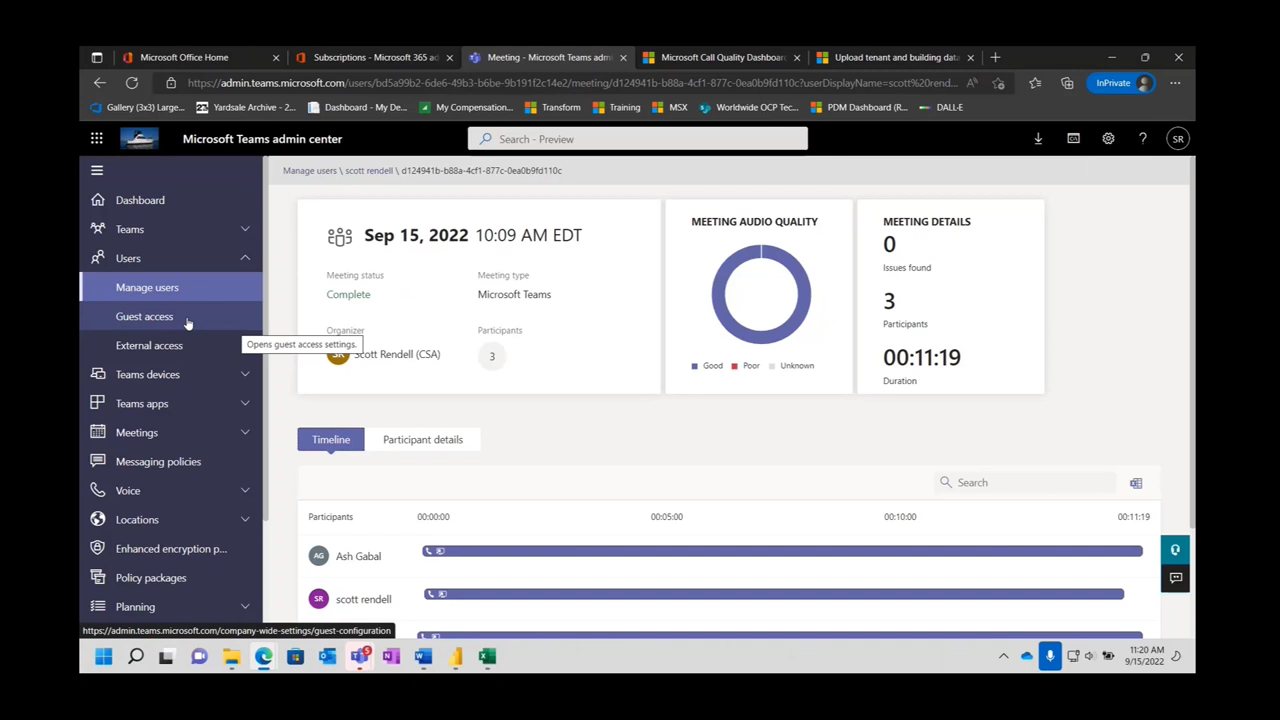 Microsoft Office Home
Subscriptions - Microsoft 365 ad
Meeting - Microsoft Teams admi
Microsoft Call Quality Dashboar
Upload tenant and building data
https://admin.teams.microsoft.com/users/bd5a99b2-6de6-49b3-b6be-9b191f2c14e2/meeting/d124941b-b88a-4cf1-877c-0ea0b9fd110c?userDisplayName=scott%20rend...
InPrivate
Gallery (3x3) Large...
Yardsale Archive - 2...
Dashboard - My De...
My Compensation...
Transform
Training
MSX
Worldwide OCP Tec...
PDM Dashboard (R...
DALL-E
Microsoft Teams admin center
Search - Preview
SR
Dashboard
Teams
Users
Manage users
Guest access
External access
Teams devices
Teams apps
Meetings
Messaging policies
Voice
Locations
Enhanced encryption p...
Policy packages
Planning
Opens guest access settings.
https://admin.teams.microsoft.com/company-wide-settings/guest-configuration
Manage users \ scott rendell \ d124941b-b88a-4cf1-877c-0ea0b9fd110c
Sep 15, 2022 10:09 AM EDT
Meeting status
Complete
Meeting type
Microsoft Teams
Organizer
Scott Rendell (CSA)
Participants
3
MEETING AUDIO QUALITY
Good
Poor
Unknown
MEETING DETAILS
0
Issues found
3
Participants
00:11:19
Duration
Timeline
Participant details
Search
Participants
00:00:00
00:05:00
00:10:00
00:11:19
AG
Ash Gabal
SR
scott rendell
5
11:20 AM
9/15/2022